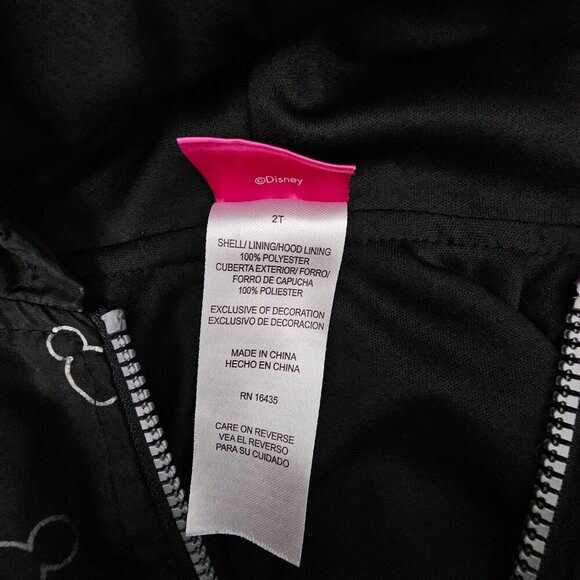 ©Disney
2T
SHELL/ LINING/HOOD LINING
100% POLYESTER
CUBERTA EXTERIOR/ FORRO/
FORRO DE CAPUCHA
100% POLIESTER
EXCLUSIVE OF DECORATION
EXCLUSIVO DE DECORACION
MADE IN CHINA
HECHO EN CHINA
RN 16435
CARE ON REVERSE
VEA EL REVERSO
PARA SU CUIDADO